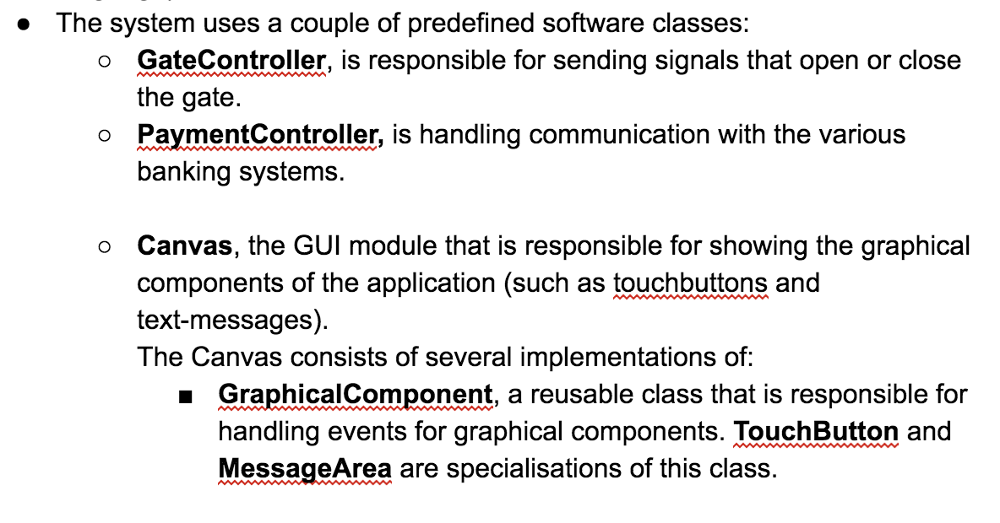 ● The system uses a couple of predefined software classes:
○ GateController, is responsible for sending signals that open or close
the gate.
○ PaymentController, is handling communication with the various
banking systems.
○ Canvas, the GUI module that is responsible for showing the graphical
components of the application (such as touchbuttons and
text-messages).
The Canvas consists of several implementations of:
■ GraphicalComponent, a reusable class that is responsible for
handling events for graphical components. TouchButton and
MessageArea are specialisations of this class.